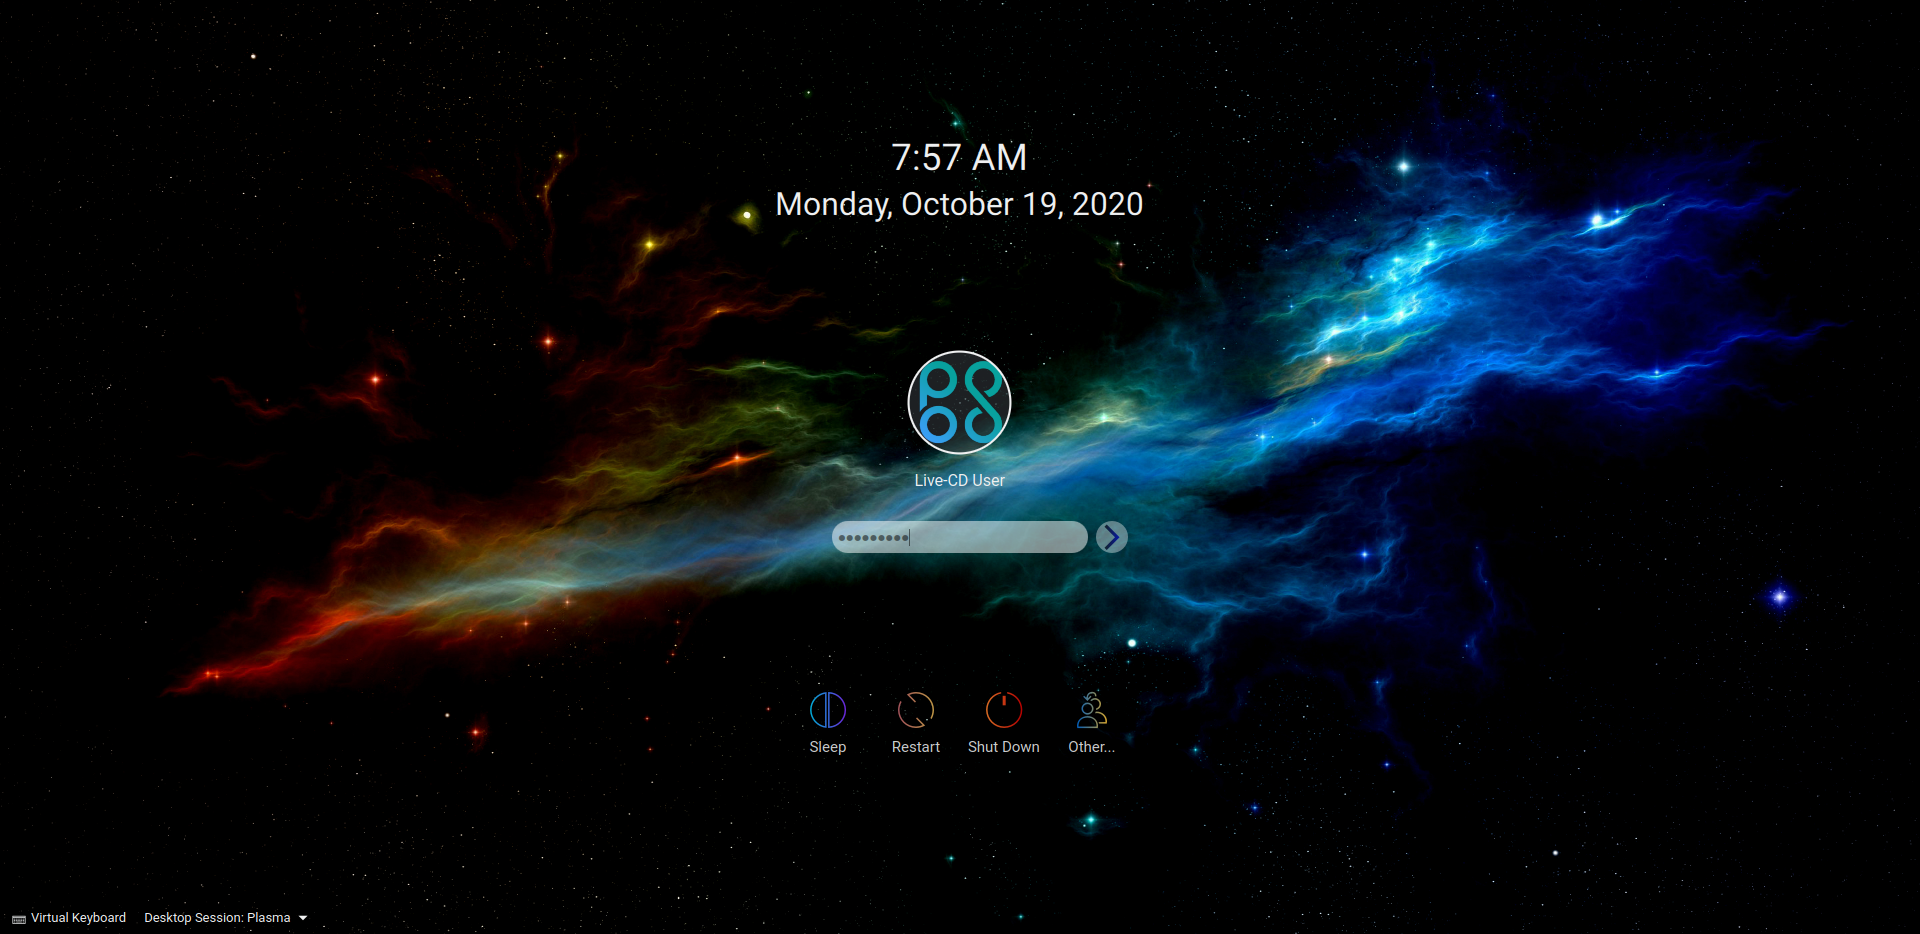 7:57 AM
Monday, October 19, 2020
Live-CD User
Sleep
Restart
Shut Down
Other...
Virtual Keyboard
Desktop Session: Plasma